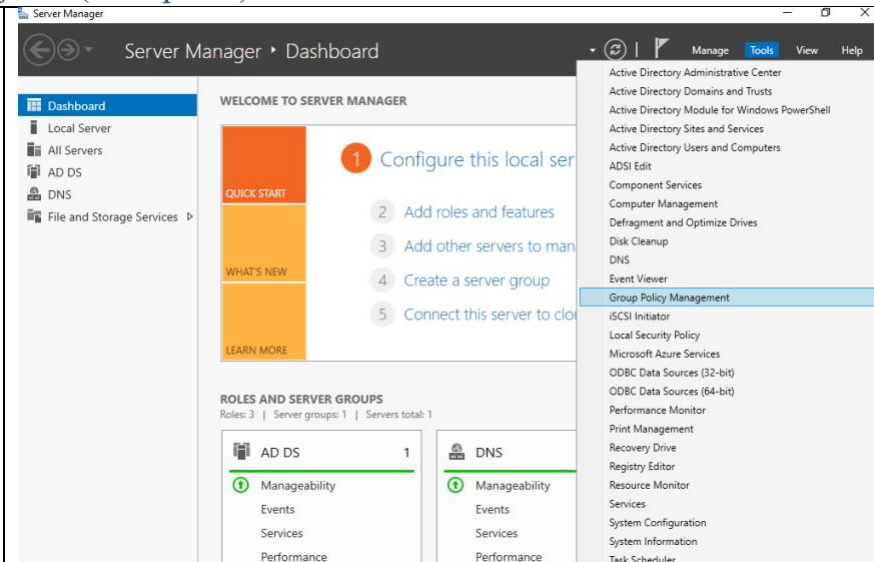 Server Manager
Server Manager • Dashboard
Manage Tools View Help
Dashboard
Local Server
All Servers
AD DS
DNS
File and Storage Services
WELCOME TO SERVER MANAGER
QUICK START
WHAT'S NEW
LEARN MORE
1 Configure this local ser
2 Add roles and features
3 Add other servers to man
4 Create a server group
5 Connect this server to clo
ROLES AND SERVER GROUPS
Roles: 3 | Server groups: 1 | Servers total: 1
AD DS 1
Manageability
Events
Services
Performance
DNS
Manageability
Events
Services
Performance
Active Directory Administrative Center
Active Directory Domains and Trusts
Active Directory Module for Windows PowerShell
Active Directory Sites and Services
Active Directory Users and Computers
ADSI Edit
Component Services
Computer Management
Defragment and Optimize Drives
Disk Cleanup
DNS
Event Viewer
Group Policy Management
iSCSI Initiator
Local Security Policy
Microsoft Azure Services
ODBC Data Sources (32-bit)
ODBC Data Sources (64-bit)
Performance Monitor
Print Management
Recovery Drive
Registry Editor
Resource Monitor
Services
System Configuration
System Information
Task Scheduler